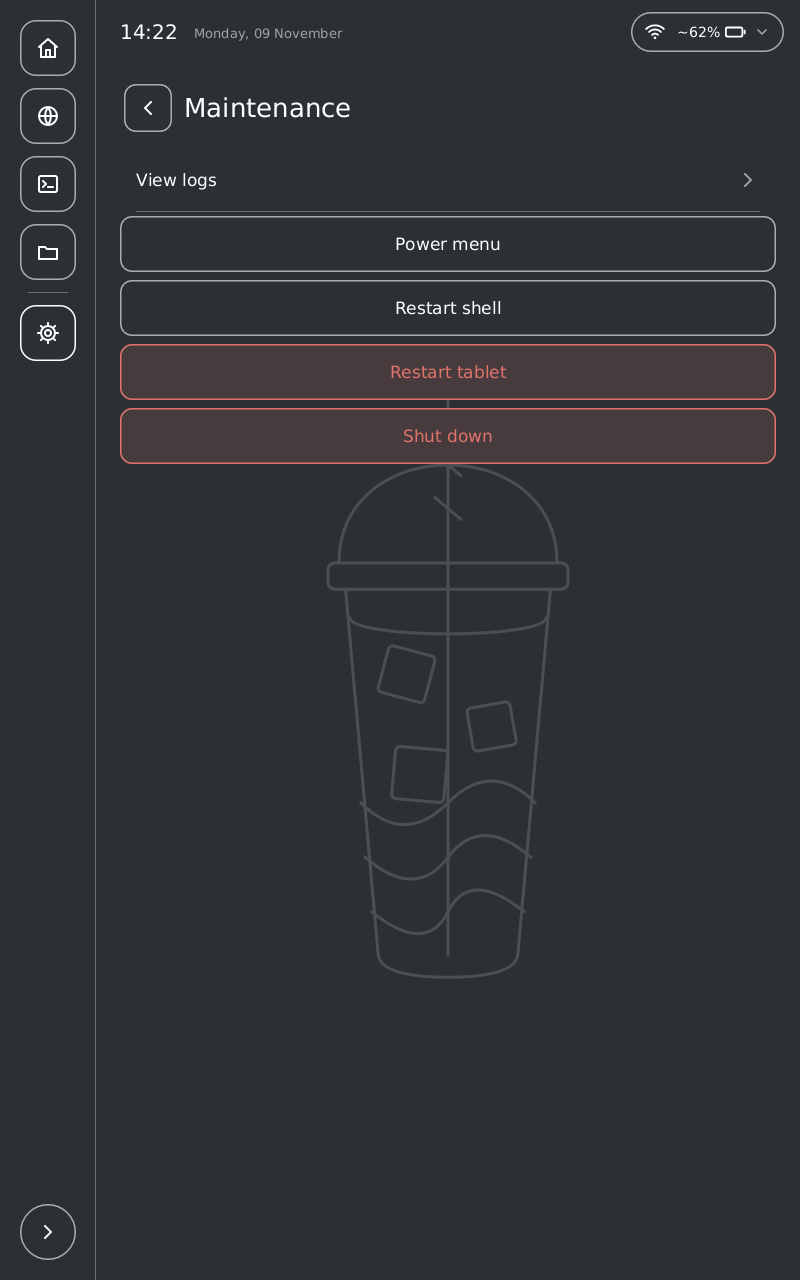 14:22 Monday, 09 November ~62%
Maintenance
View logs
Power menu
Restart shell
Restart tablet
Shut down